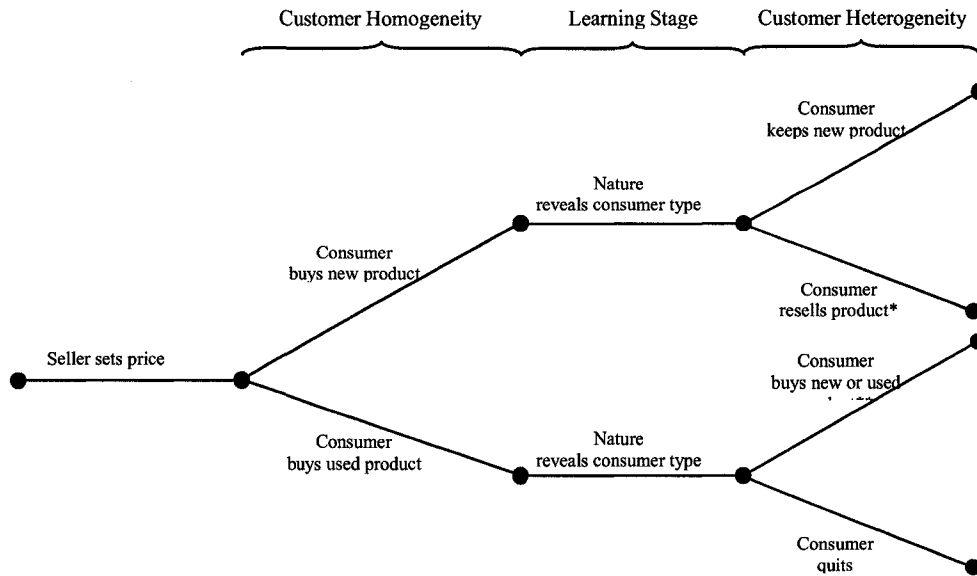 Customer Homogeneity
Learning Stage
Customer Heterogeneity
Consumer
keeps new product
Nature
reveals consumer type
Consumer
buys new product
Consumer
resells product*
Seller sets price
Consumer
buys new or used
Consumer
buys used product
Nature
reveals consumer type
Consumer
quits